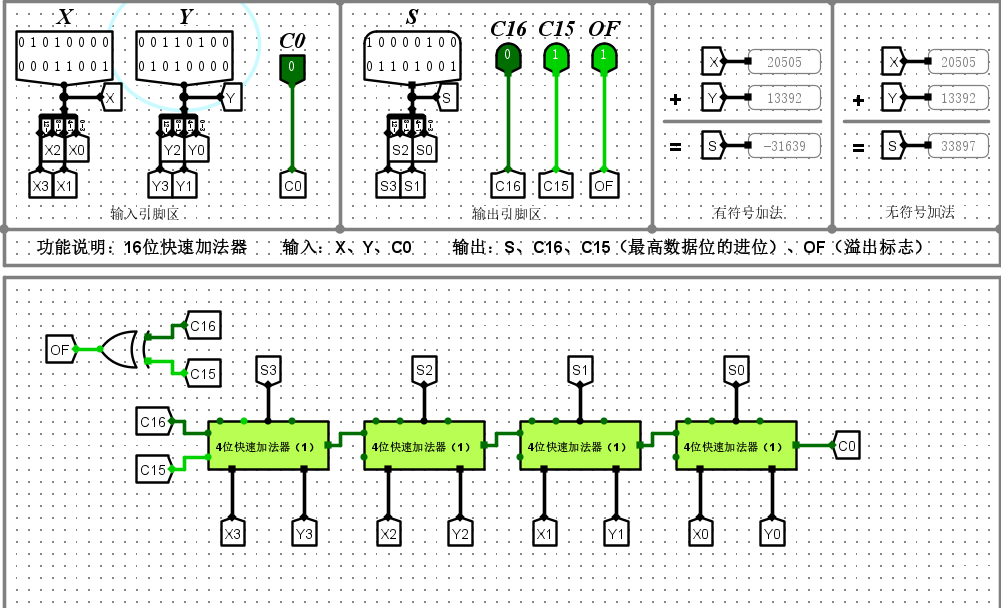 X Y C0 S C16 C15 OF
0 1 0 1 0 0 0 0
0 0 0 1 1 0 0 1
0 0 1 1 0 1 0 0
0 1 0 1 0 0 0 0
0
1 0 0 0 0 1 0 0
0 1 1 0 1 0 0 1
0 1 1
X Y S
X2 X0 Y2 Y0 S2 S0
X3 X1 Y3 Y1 C0 S3 S1 C16 C15 OF
输入引脚区 输出引脚区
X 20505
+ Y 13392
= S -31639
有符号加法
X 20505
+ Y 13392
= S 33897
无符号加法
功能说明：16位快速加法器 输入：X、Y、C0 输出：S、C16、C15（最高数据位的进位）、OF（溢出标志）
C16
OF
C15
S3 S2 S1 S0
C16
4位快速加法器（1） 4位快速加法器（1） 4位快速加法器（1） 4位快速加法器（1） C0
C15
X3 Y3 X2 Y2 X1 Y1 X0 Y0